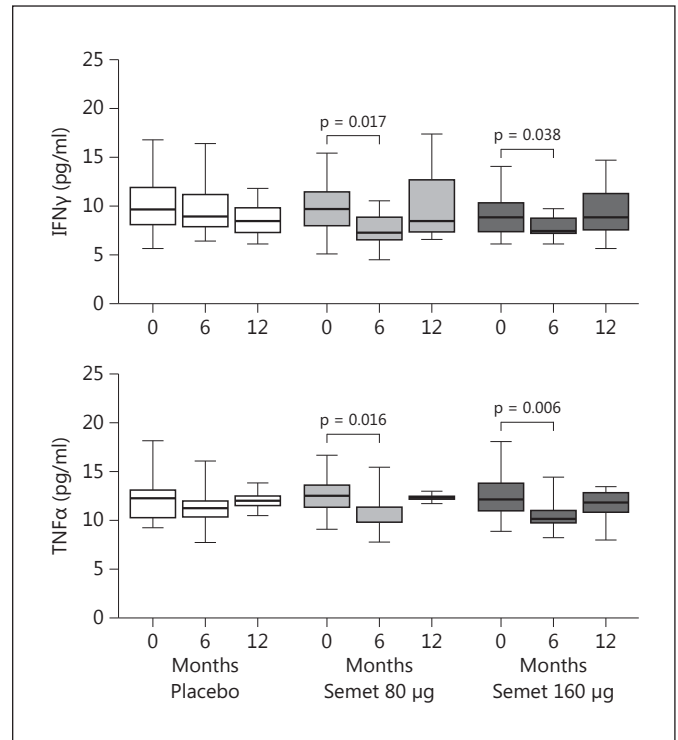 25
20
15
10
5
0
IFNγ (pg/ml)
p = 0.017
p = 0.038
0 6 12 0 6 12 0 6 12
25
20
15
10
5
0
TNFα (pg/ml)
p = 0.016
p = 0.006
0 6 12 0 6 12 0 6 12
Months Months Months
Placebo Semet 80 μg Semet 160 μg